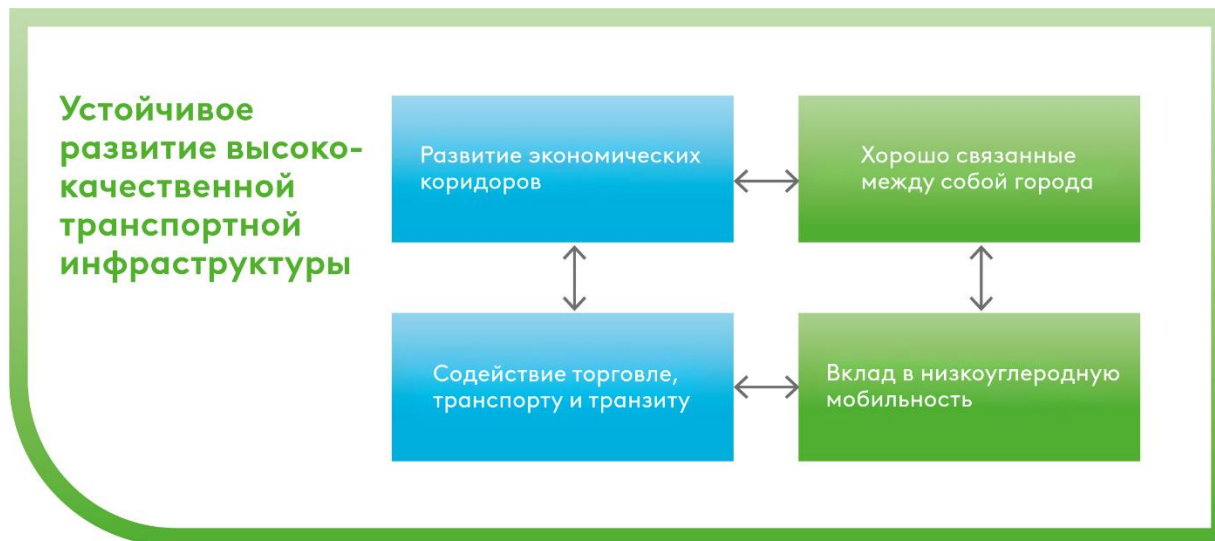 Устойчивое
развитие высоко-
качественной
транспортной
инфраструктуры
Развитие экономических
коридоров
Хорошо связанные
между собой города
Содействие торговле,
транспорту и транзиту
Вклад в низкоуглеродную
мобильность